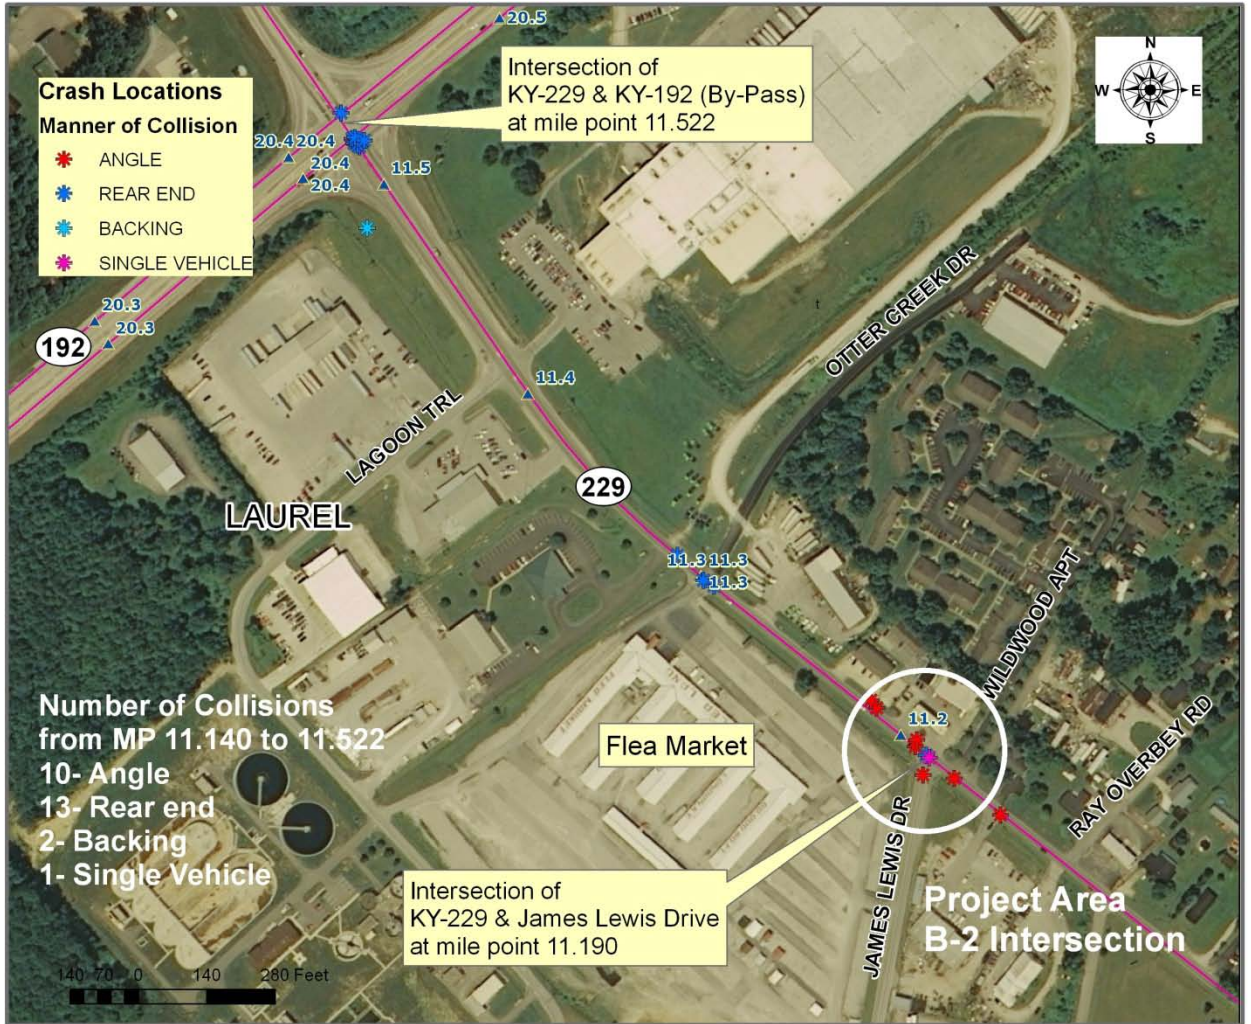 20.5
Intersection of
KY-229 & KY-192 (By-Pass)
at mile point 11.522
N
W E
S
Crash Locations
Manner of Collision
ANGLE
REAR END
BACKING
SINGLE VEHICLE
20.4 20.4
20.4
20.4
11.5
20.3
20.3
192
OTTER CREEK DR
11.4
LAGOON TRL
229
LAUREL
11.3 11.3
11.3
WILDWOOD APT
Number of Collisions
from MP 11.140 to 11.522
10- Angle
13- Rear end
2- Backing
1- Single Vehicle
Flea Market
11.2
RAY OVERBEY RD
JAMES LEWIS DR
Intersection of
KY-229 & James Lewis Drive
at mile point 11.190
Project Area
B-2 Intersection
140 70 0 140 280 Feet